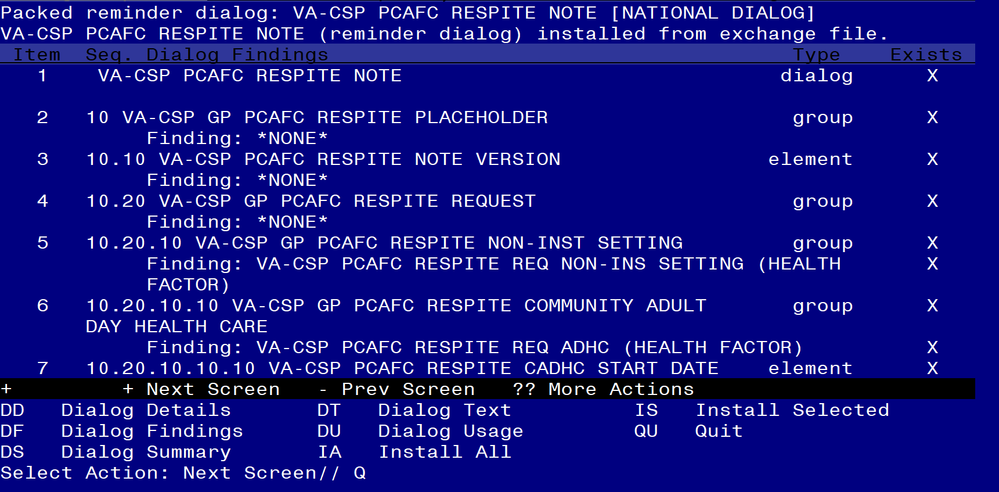 Packed reminder dialog: VA-CSP PCAFC RESPITE NOTE [NATIONAL DIALOG]
VA-CSP PCAFC RESPITE NOTE (reminder dialog) installed from exchange file.
Item Seq. Dialog Findings Type Exists
1 VA-CSP PCAFC RESPITE NOTE dialog X
2 10 VA-CSP GP PCAFC RESPITE PLACEHOLDER group X
Finding: *NONE*
3 10.10 VA-CSP PCAFC RESPITE NOTE VERSION element X
Finding: *NONE*
4 10.20 VA-CSP GP PCAFC RESPITE REQUEST group X
Finding: *NONE*
5 10.20.10 VA-CSP GP PCAFC RESPITE NON-INST SETTING group X
Finding: VA-CSP PCAFC RESPITE REQ NON-INS SETTING (HEALTH X
FACTOR)
6 10.20.10.10 VA-CSP GP PCAFC RESPITE COMMUNITY ADULT group X
DAY HEALTH CARE
Finding: VA-CSP PCAFC RESPITE REQ ADHC (HEALTH FACTOR) X
7 10.20.10.10.10 VA-CSP PCAFC RESPITE CADHC START DATE element X
+ + Next Screen - Prev Screen ?? More Actions
DD Dialog Details DT Dialog Text IS Install Selected
DF Dialog Findings DU Dialog Usage QU Quit
DS Dialog Summary IA Install All
Select Action: Next Screen// Q